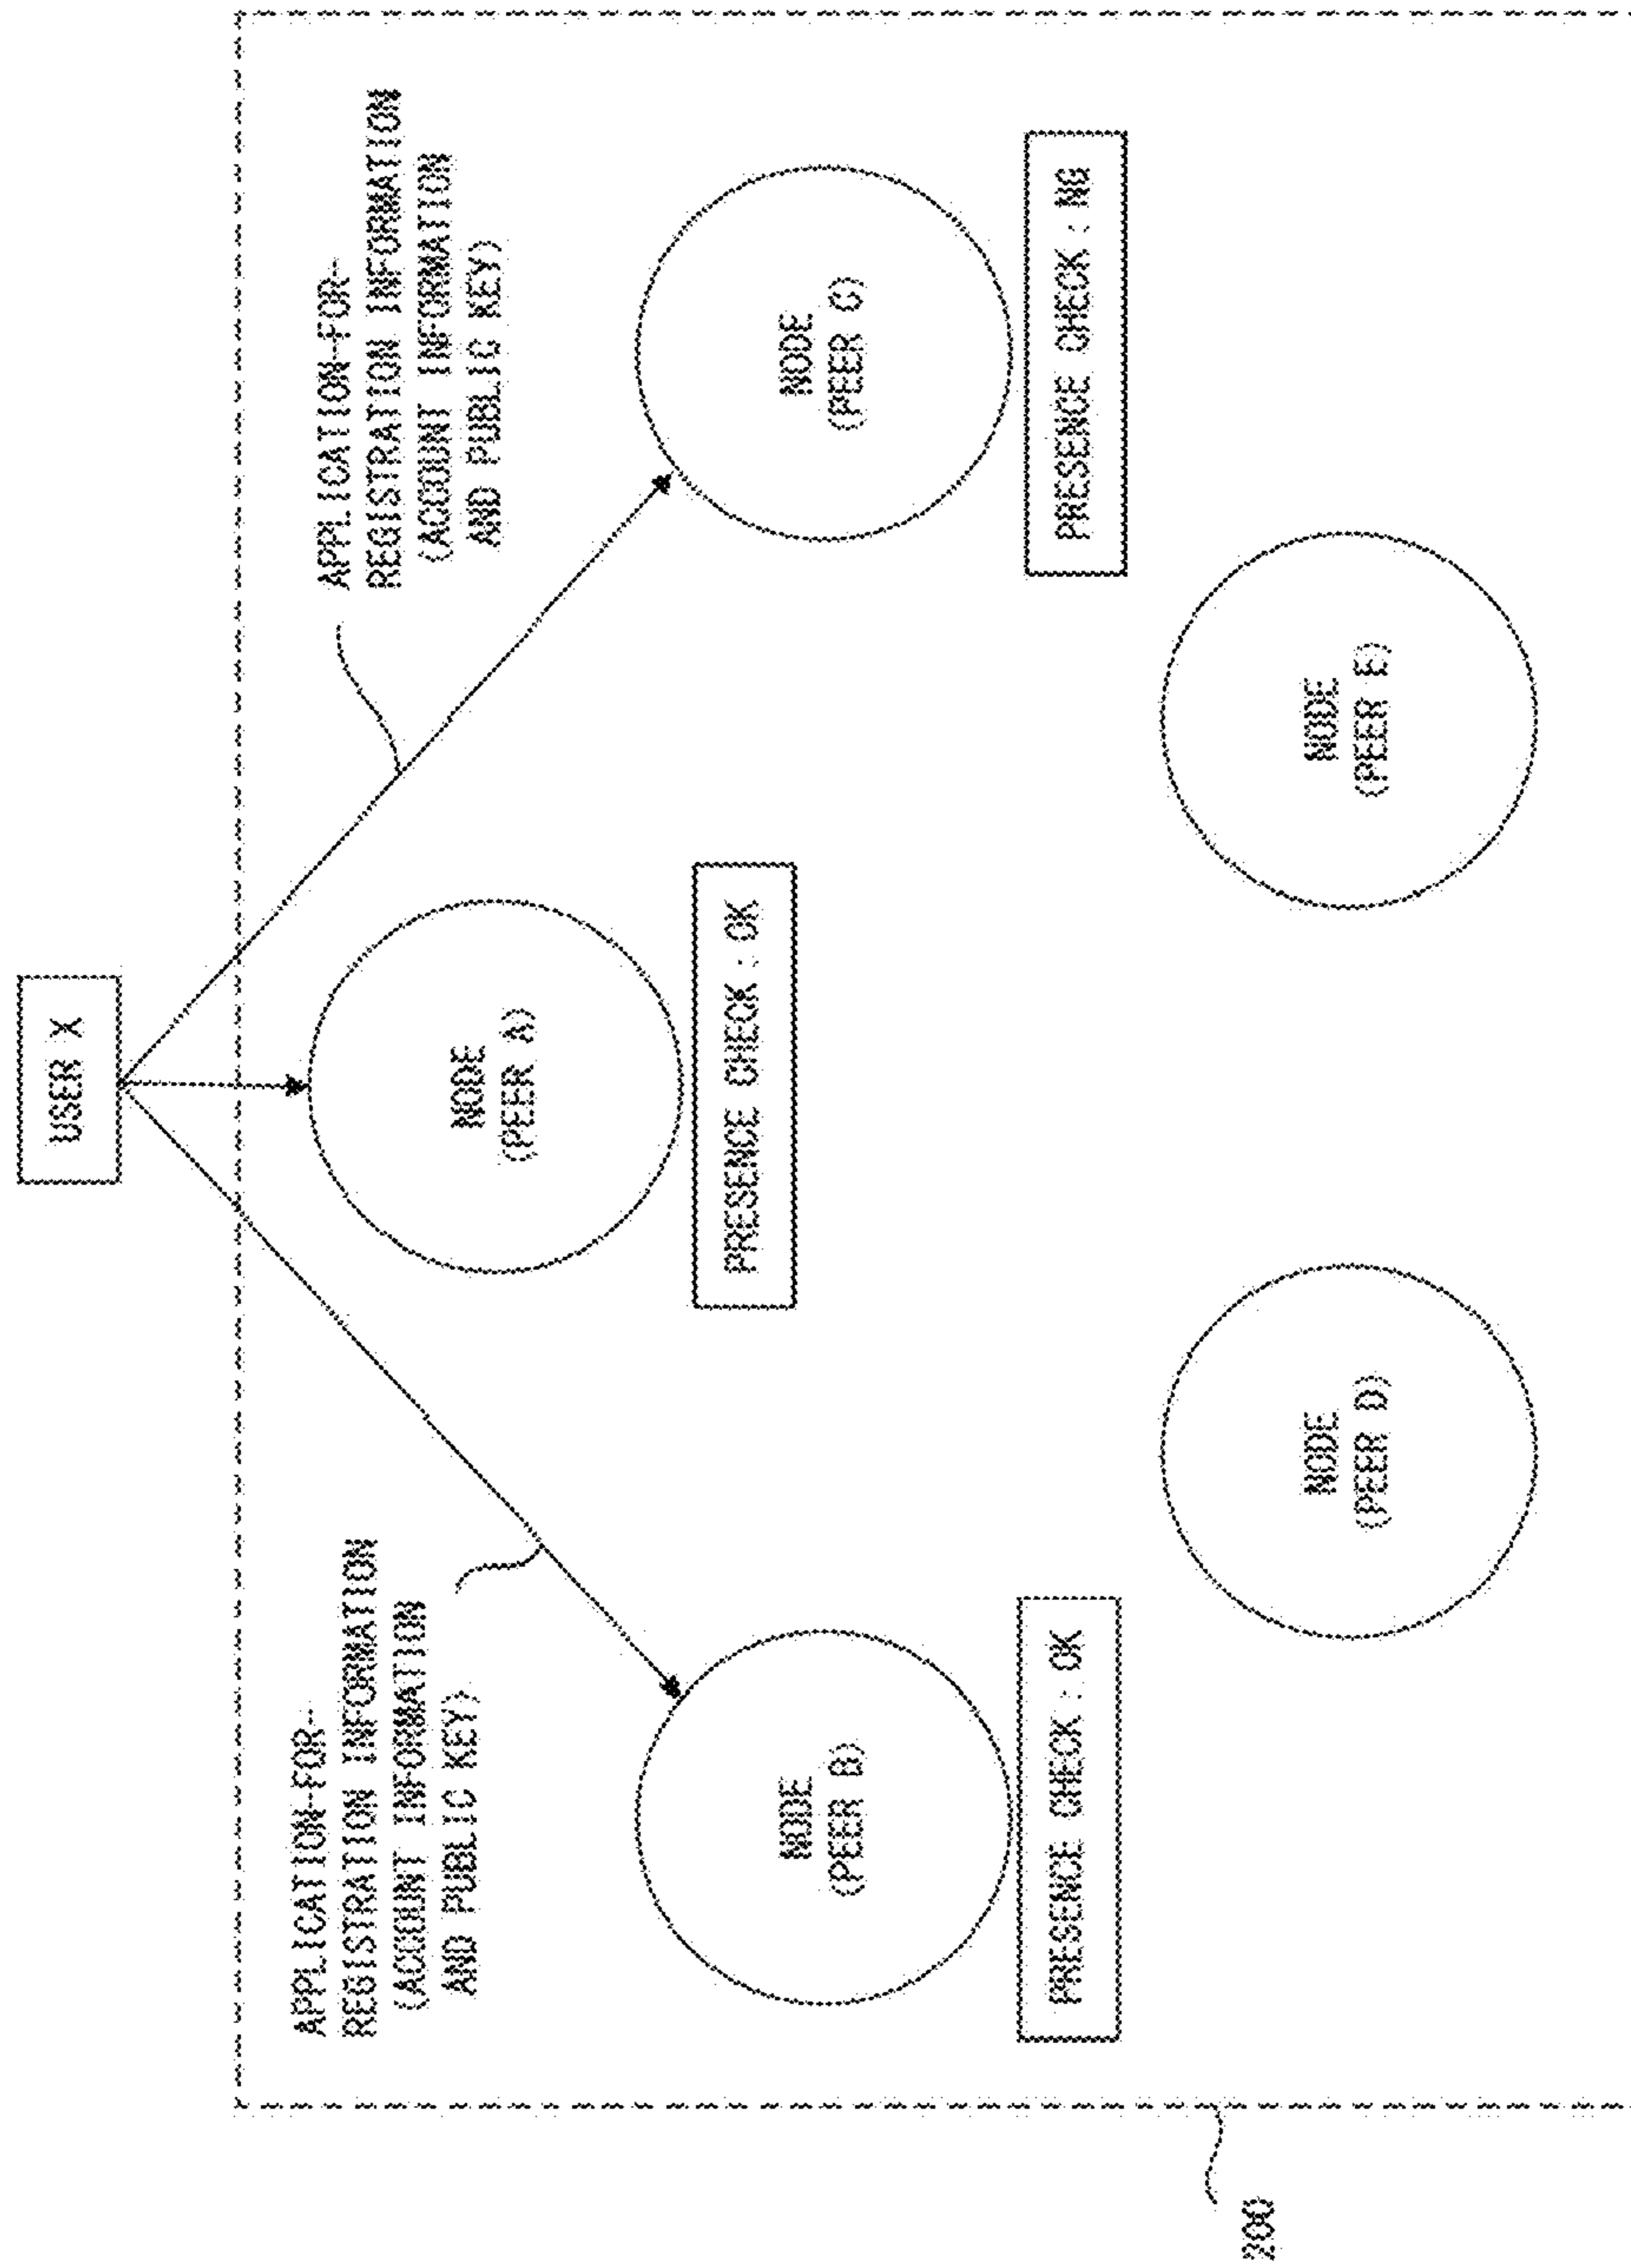 USER X
APPLICATION-FOR-
REGISTRATION INFORMATION
(ACCOUNT INFORMATION
AND PUBLIC KEY)
APPLICATION-FOR-
REGISTRATION INFORMATION
(ACCOUNT INFORMATION
AND PUBLIC KEY)
NODE
(PEER A)
PRESENCE CHECK : OK
NODE
(PEER B)
PRESENCE CHECK : OK
NODE
(PEER C)
PRESENCE CHECK : NG
NODE
(PEER D)
NODE
(PEER E)
200